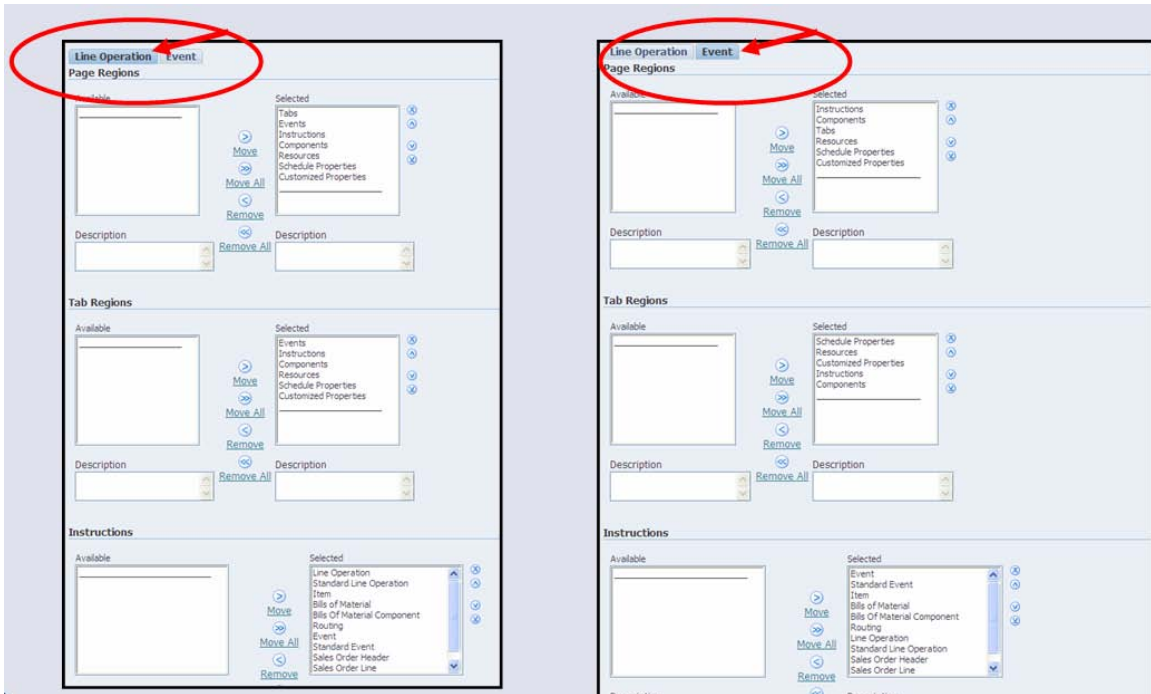 Line Operation Event
Page Regions
Available
Selected
Tabs
Events
Instructions
Components
Resources
Schedule Properties
Customized Properties
Move
Move All
Remove
Remove All
Description
Description
Tab Regions
Available
Selected
Events
Instructions
Components
Resources
Schedule Properties
Customized Properties
Move
Move All
Remove
Remove All
Description
Description
Instructions
Available
Selected
Line Operation
Standard Line Operation
Item
Bills of Material
Bills Of Material Component
Routing
Event
Standard Event
Sales Order Header
Sales Order Line
Move
Move All
Remove
Line Operation Event
Page Regions
Available
Selected
Instructions
Components
Tabs
Resources
Schedule Properties
Customized Properties
Move
Move All
Remove
Remove All
Description
Description
Tab Regions
Available
Selected
Schedule Properties
Resources
Customized Properties
Instructions
Components
Move
Move All
Remove
Remove All
Description
Description
Instructions
Available
Selected
Event
Standard Event
Item
Bills of Material
Bills Of Material Component
Routing
Line Operation
Standard Line Operation
Sales Order Header
Sales Order Line
Move
Move All
Remove